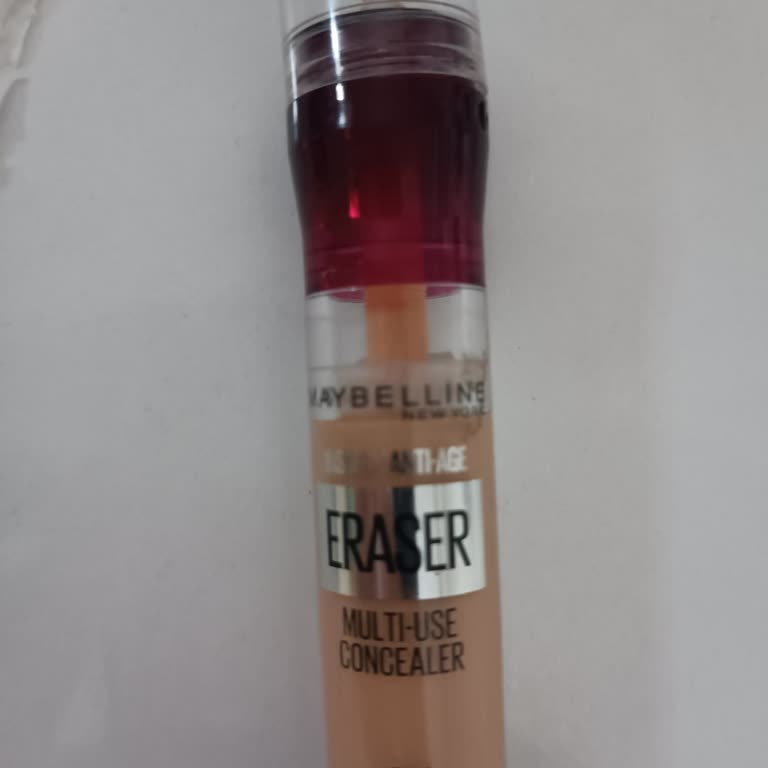 MAYBELLINE
NEW YORK
ANTI-AGE
ERASER
MULTI-USE
CONCEALER